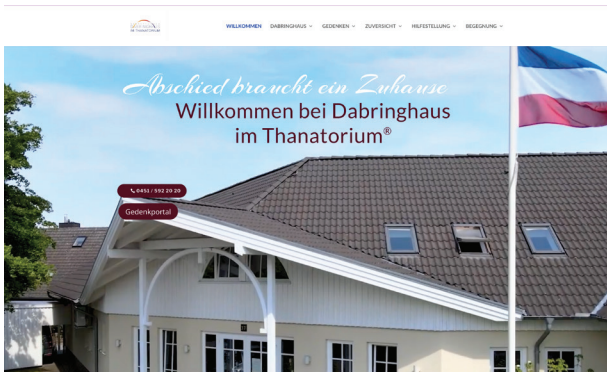 WILLKOMMEN DABRINGHAUS GEDENKEN ZUVERSICHT HILFESTELLUNG BEGEGNUNG
Abschied braucht ein Zuhause
Willkommen bei Dabringhaus
im Thanatorium®
0451 / 592 20 20
Gedenkportal
17